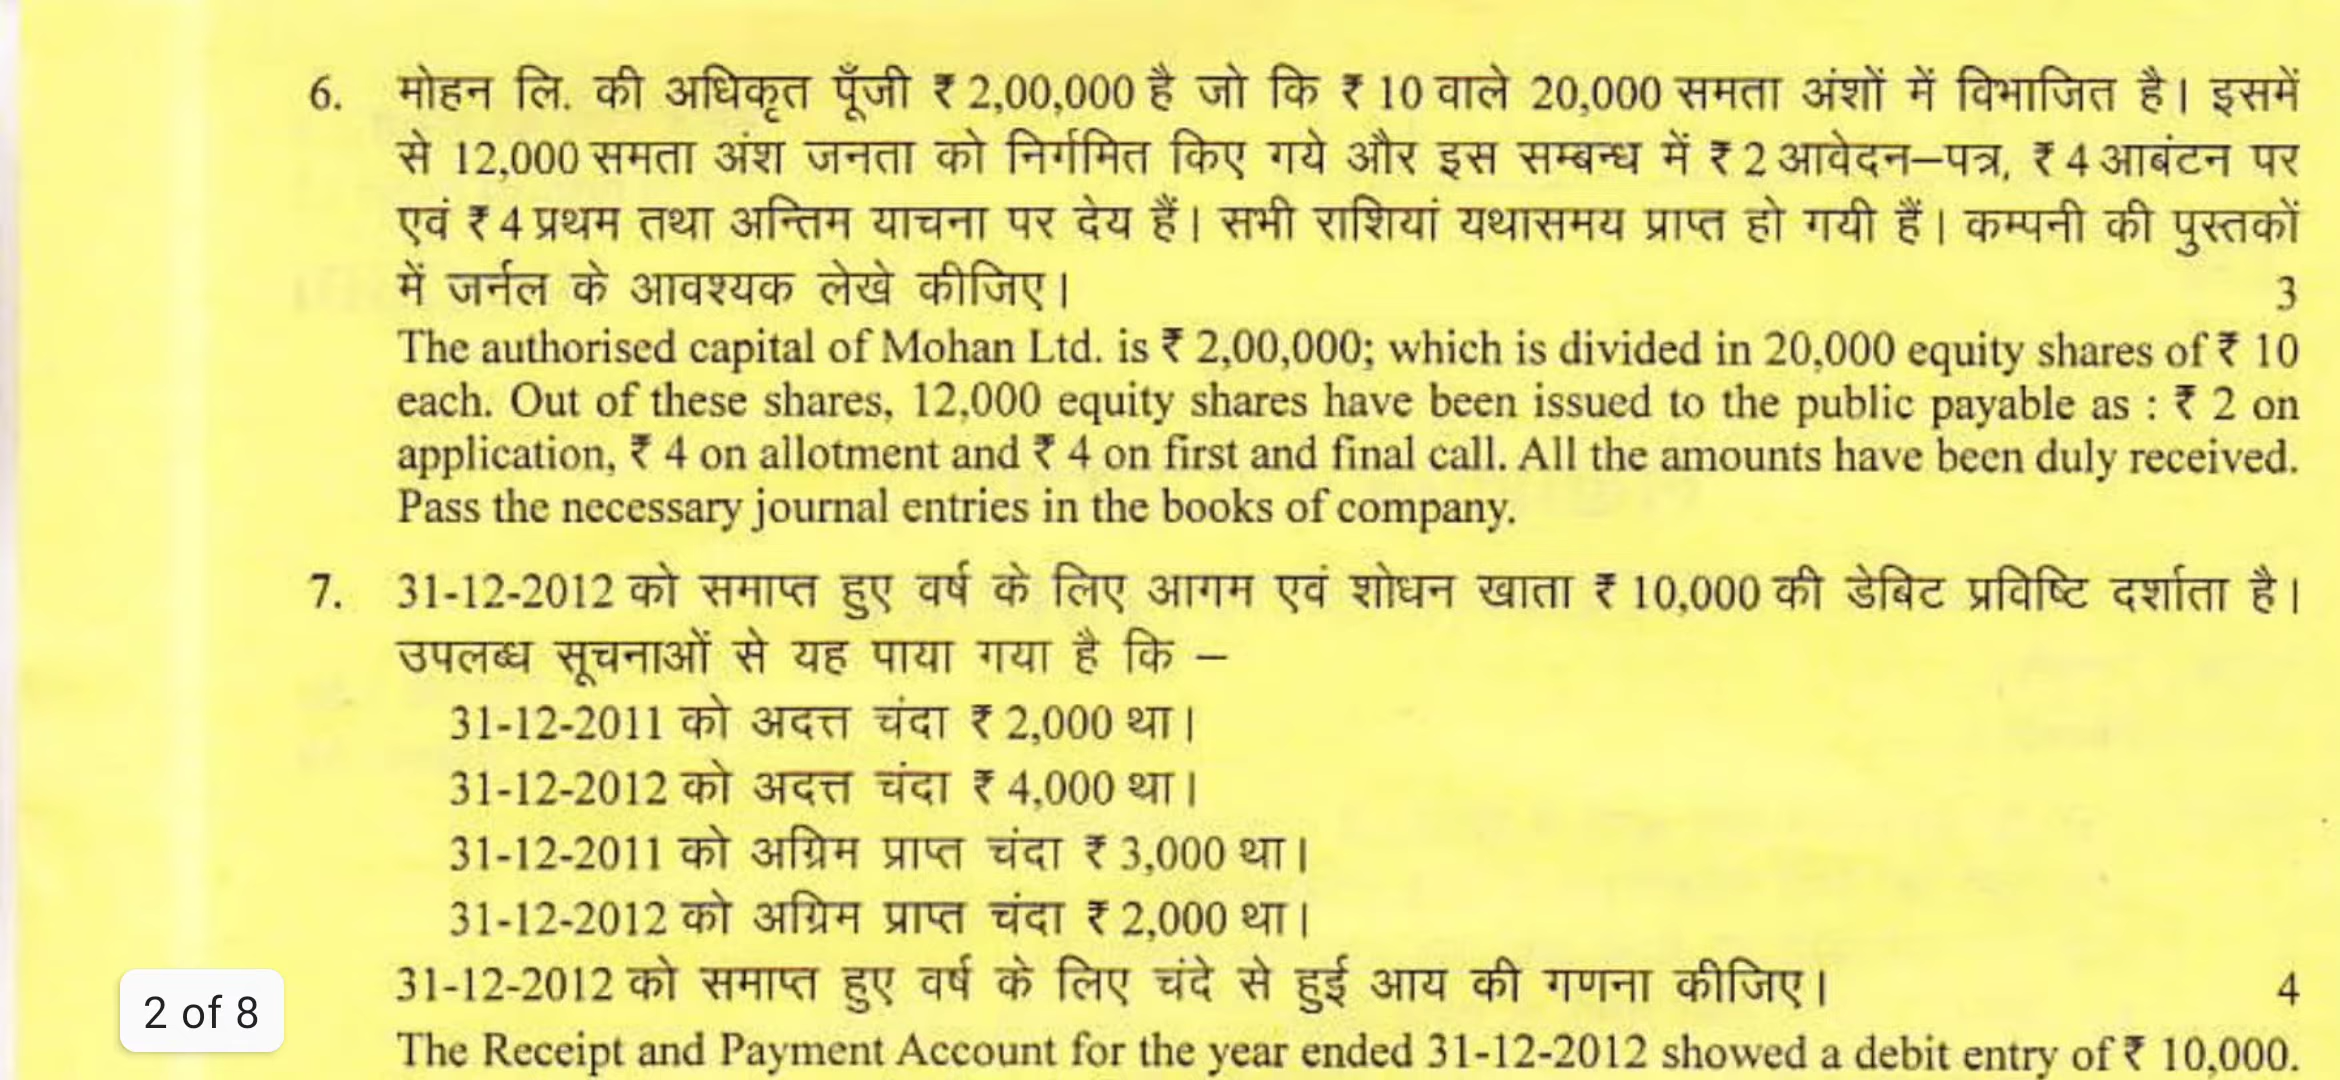 6. मोहन लि. की अधिकृत पूँजी ₹ 2,00,000 है जो कि ₹ 10 वाले 20,000 समता अंशों में विभाजित है। इसमें
से 12,000 समता अंश जनता को निर्गमित किए गये और इस सम्बन्ध में ₹ 2 आवेदन–पत्र, ₹ 4 आबंटन पर
एवं ₹ 4 प्रथम तथा अन्तिम याचना पर देय हैं। सभी राशियां यथासमय प्राप्त हो गयी हैं। कम्पनी की पुस्तकों
में जर्नल के आवश्यक लेखे कीजिए। 3
The authorised capital of Mohan Ltd. is ₹ 2,00,000; which is divided in 20,000 equity shares of ₹ 10
each. Out of these shares, 12,000 equity shares have been issued to the public payable as : ₹ 2 on
application, ₹ 4 on allotment and ₹ 4 on first and final call. All the amounts have been duly received.
Pass the necessary journal entries in the books of company.
7. 31-12-2012 को समाप्त हुए वर्ष के लिए आगम एवं शोधन खाता ₹ 10,000 की डेबिट प्रविष्टि दर्शाता है।
उपलब्ध सूचनाओं से यह पाया गया है कि –
31-12-2011 को अदत्त चंदा ₹ 2,000 था।
31-12-2012 को अदत्त चंदा ₹ 4,000 था।
31-12-2011 को अग्रिम प्राप्त चंदा ₹ 3,000 था।
31-12-2012 को अग्रिम प्राप्त चंदा ₹ 2,000 था।
31-12-2012 को समाप्त हुए वर्ष के लिए चंदे से हुई आय की गणना कीजिए। 4
2 of 8
The Receipt and Payment Account for the year ended 31-12-2012 showed a debit entry of ₹ 10,000.